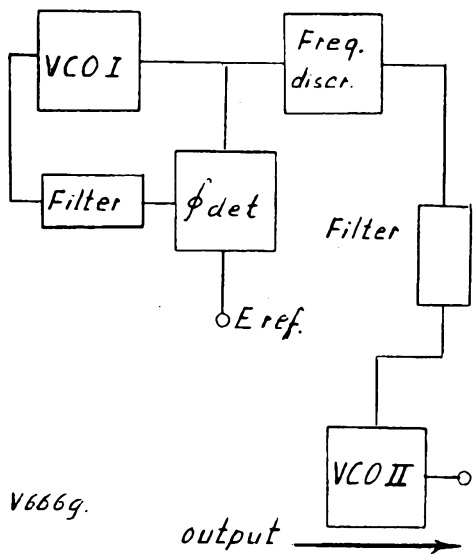 VCO I
Freq.
discr.
Filter
ϕdet
Filter
E ref.
VCO II
V666g.
output